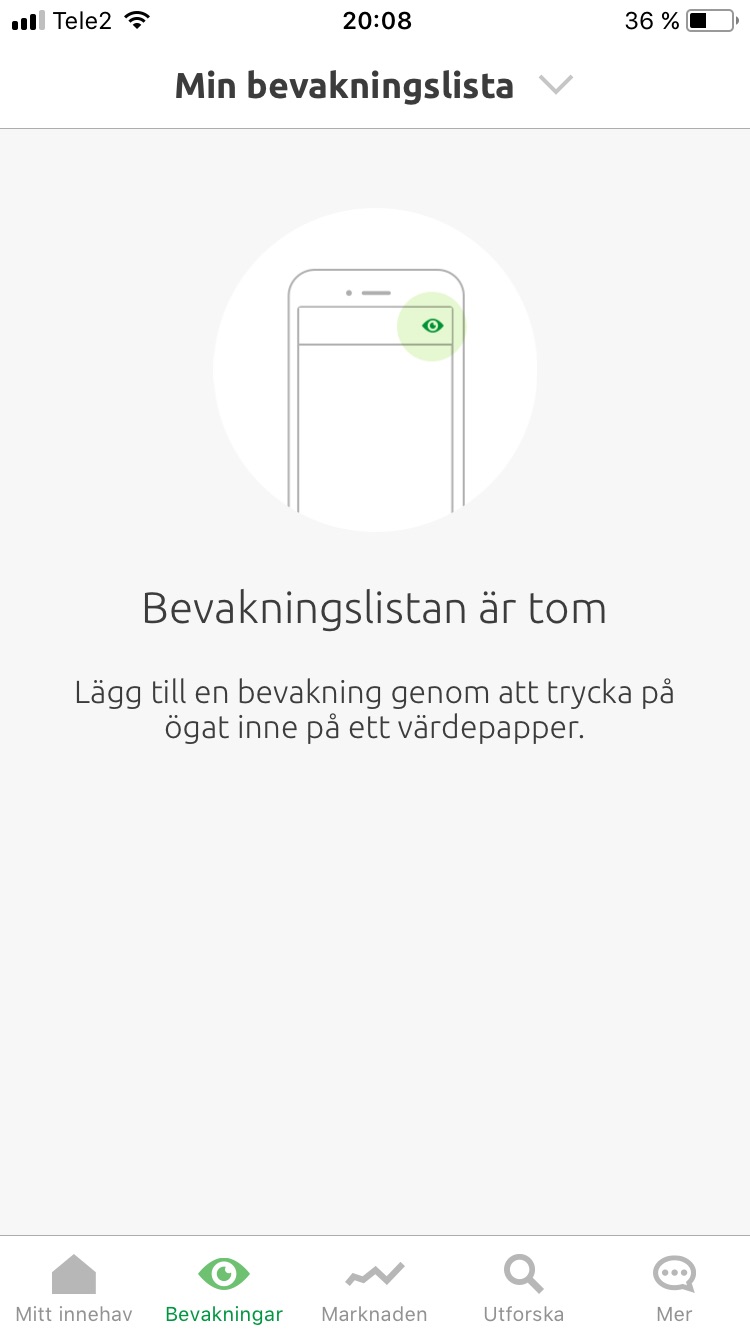 Tele2 20:08 36 %
Min bevakningslista
Bevakningslistan är tom
Lägg till en bevakning genom att trycka på
ögat inne på ett värdepapper.
Mitt innehav Bevakningar Marknaden Utforska Mer